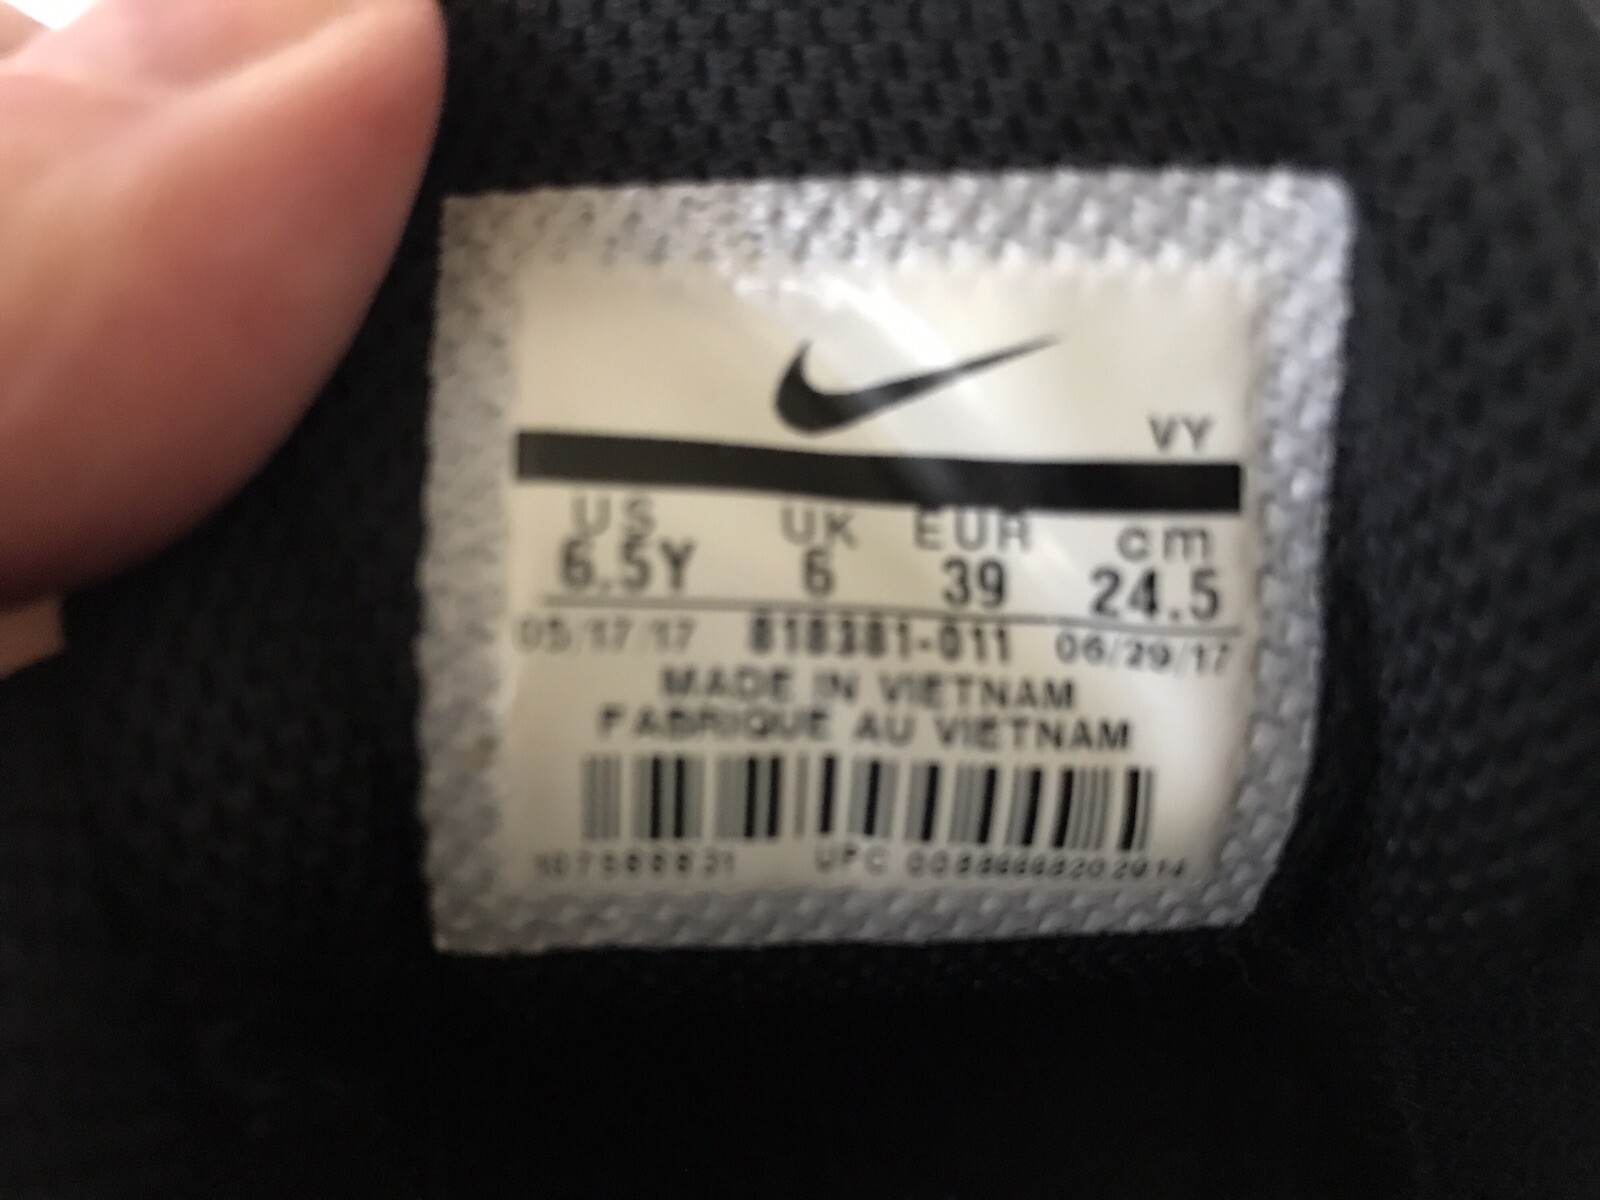 VY
US UK EUR cm
6.5Y 6 39 24.5
05/17/17 818381-011 06/29/17
MADE IN VIETNAM
FABRIQUE AU VIETNAM
UPC